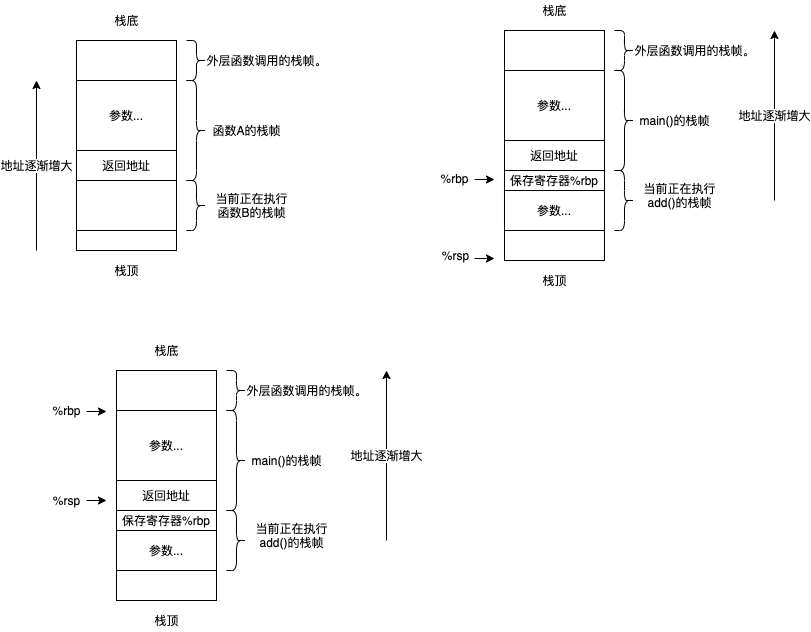 栈底
外层函数调用的栈帧。
参数...
函数A的栈帧
地址逐渐增大
返回地址
当前正在执行
函数B的栈帧
栈顶
栈底
外层函数调用的栈帧。
参数...
main()的栈帧
地址逐渐增大
返回地址
%rbp
保存寄存器%rbp
当前正在执行
add()的栈帧
参数...
%rsp
栈顶
栈底
外层函数调用的栈帧。
%rbp
参数...
main()的栈帧
地址逐渐增大
%rsp
返回地址
保存寄存器%rbp
当前正在执行
add()的栈帧
参数...
栈顶